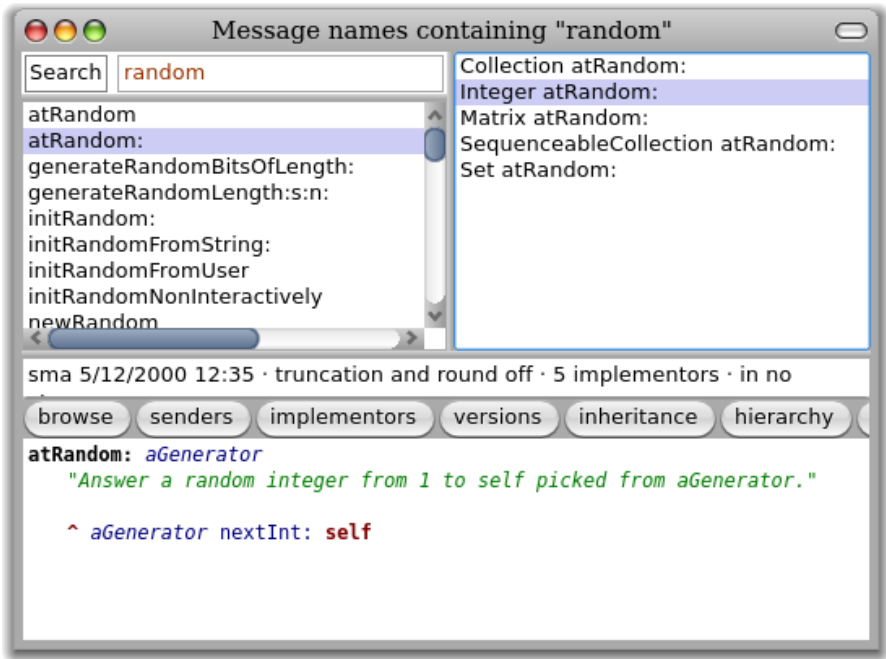 Message names containing "random"
Search
random
atRandom
atRandom:
generateRandomBitsOfLength:
generateRandomLength:s:n:
initRandom:
initRandomFromString:
initRandomFromUser
initRandomNonInteractively
newRandom
Collection atRandom:
Integer atRandom:
Matrix atRandom:
SequenceableCollection atRandom:
Set atRandom:
sma 5/12/2000 12:35 · truncation and round off · 5 implementors · in no
browse senders implementors versions inheritance hierarchy
atRandom: aGenerator
"Answer a random integer from 1 to self picked from aGenerator."
^ aGenerator nextInt: self